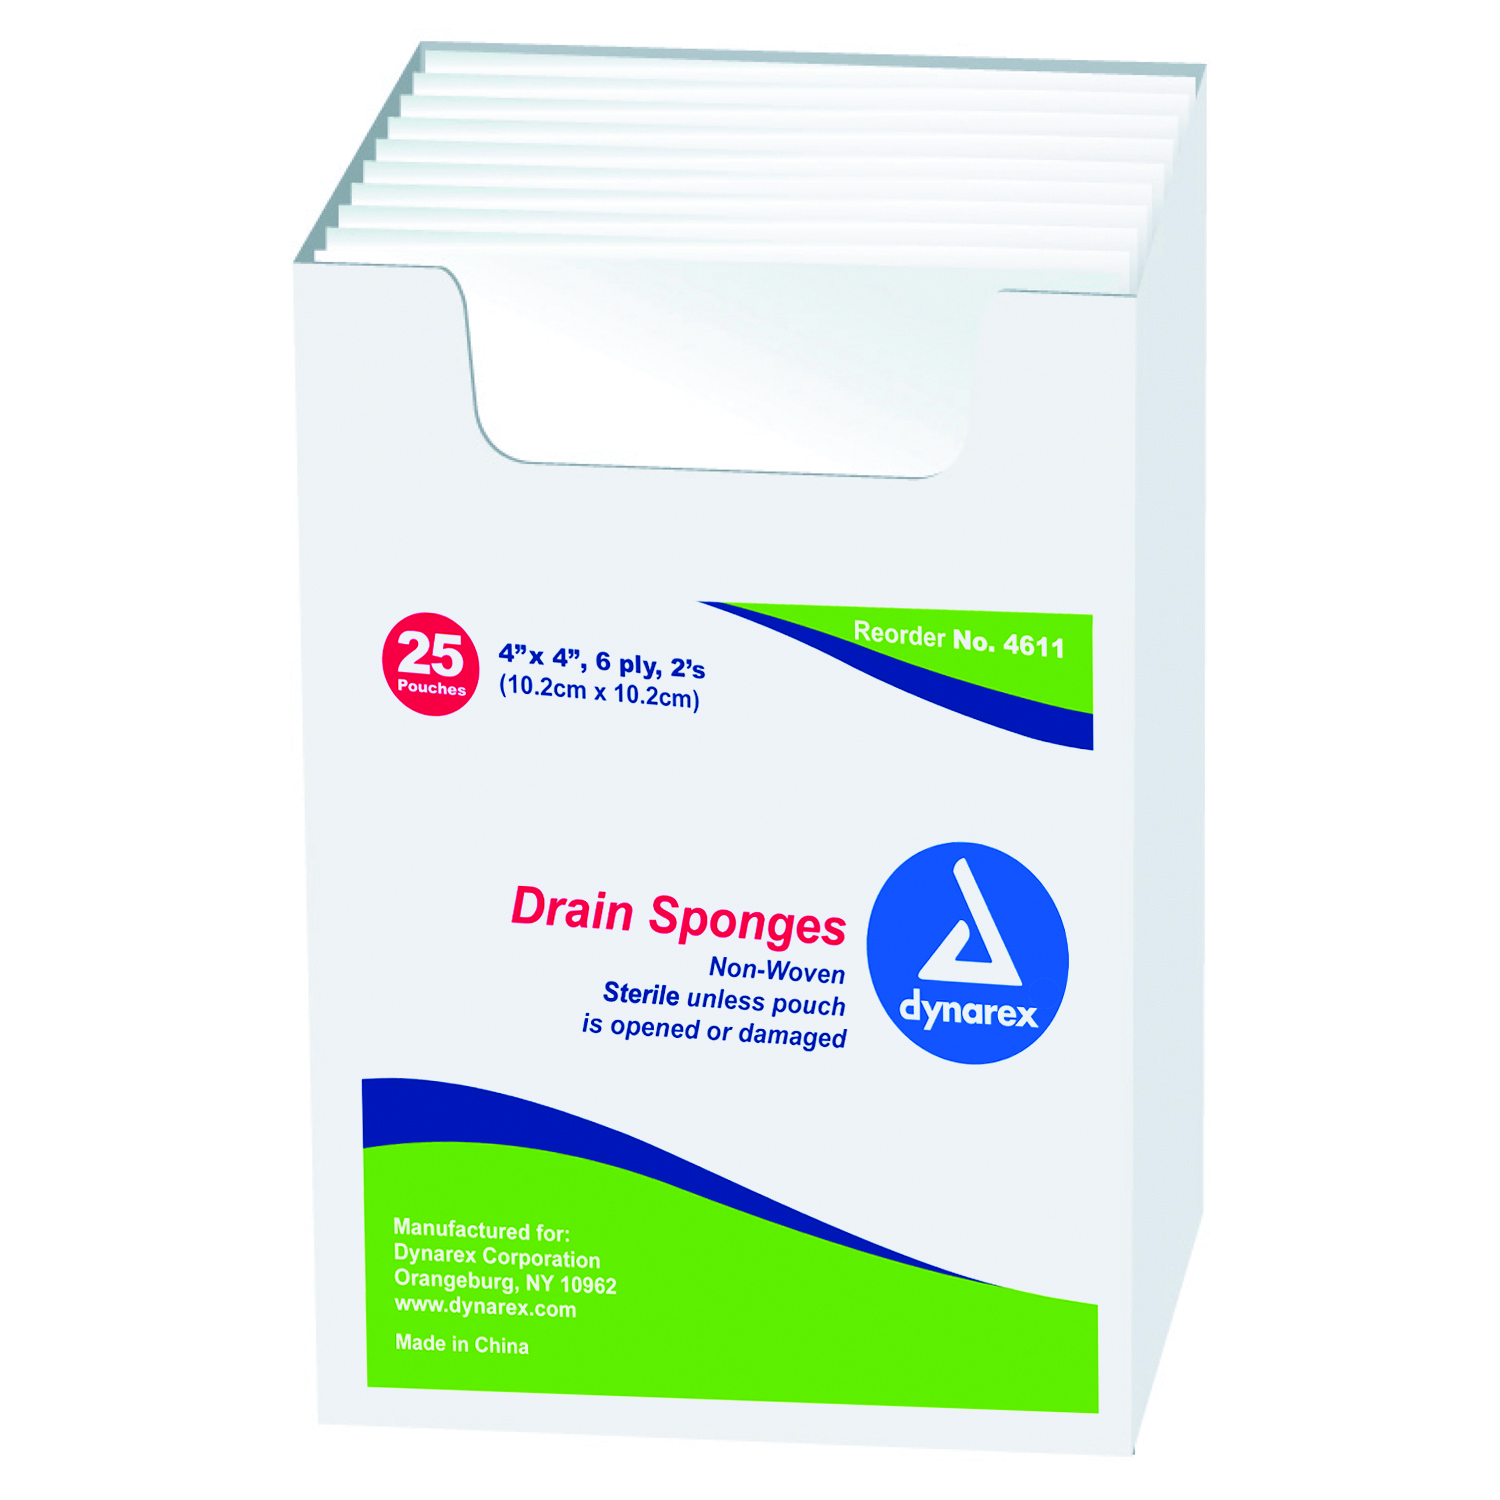 25
Pouches
4”x 4”, 6 ply, 2’s
(10.2cm x 10.2cm)
Reorder No. 4611
Drain Sponges
Non-Woven
Sterile unless pouch
is opened or damaged
dynarex
Manufactured for:
Dynarex Corporation
Orangeburg, NY 10962
www.dynarex.com
Made in China